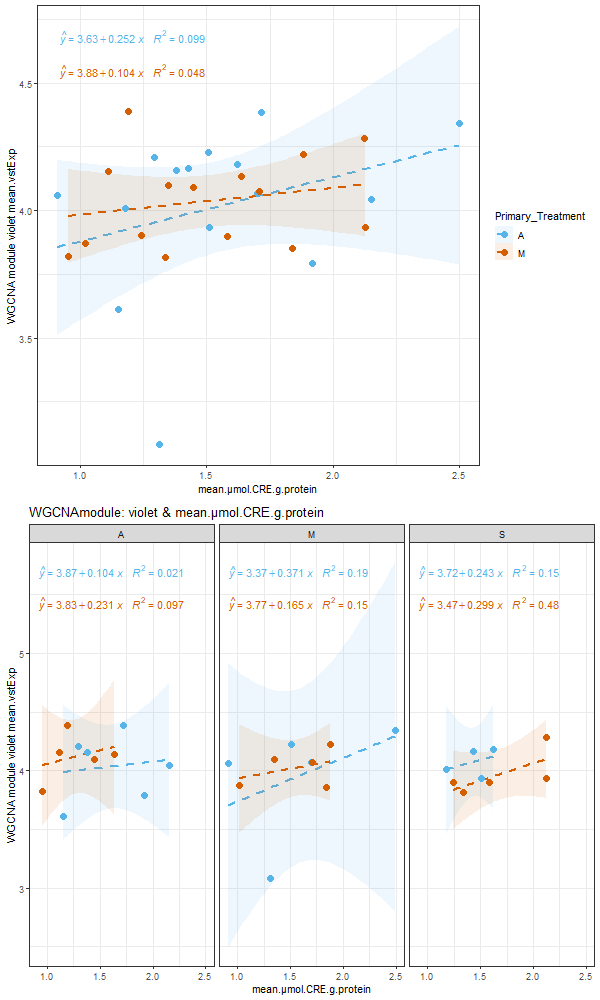 ŷ = 3.63 + 0.252 x   R² = 0.099
ŷ = 3.88 + 0.104 x   R² = 0.048
4.5
4.0
3.5
WGCNA module violet mean.vstExp
1.0 1.5 2.0 2.5
mean.µmol.CRE.g.protein
Primary_Treatment
A
M
WGCNAmodule: violet & mean.µmol.CRE.g.protein
A M S
ŷ = 3.87 + 0.104 x   R² = 0.021
ŷ = 3.83 + 0.231 x   R² = 0.097
ŷ = 3.37 + 0.371 x   R² = 0.19
ŷ = 3.77 + 0.165 x   R² = 0.15
ŷ = 3.72 + 0.243 x   R² = 0.15
ŷ = 3.47 + 0.299 x   R² = 0.48
5
4
3
WGCNA module violet mean.vstExp
1.0 1.5 2.0 2.5 1.0 1.5 2.0 2.5 1.0 1.5 2.0 2.5
mean.µmol.CRE.g.protein